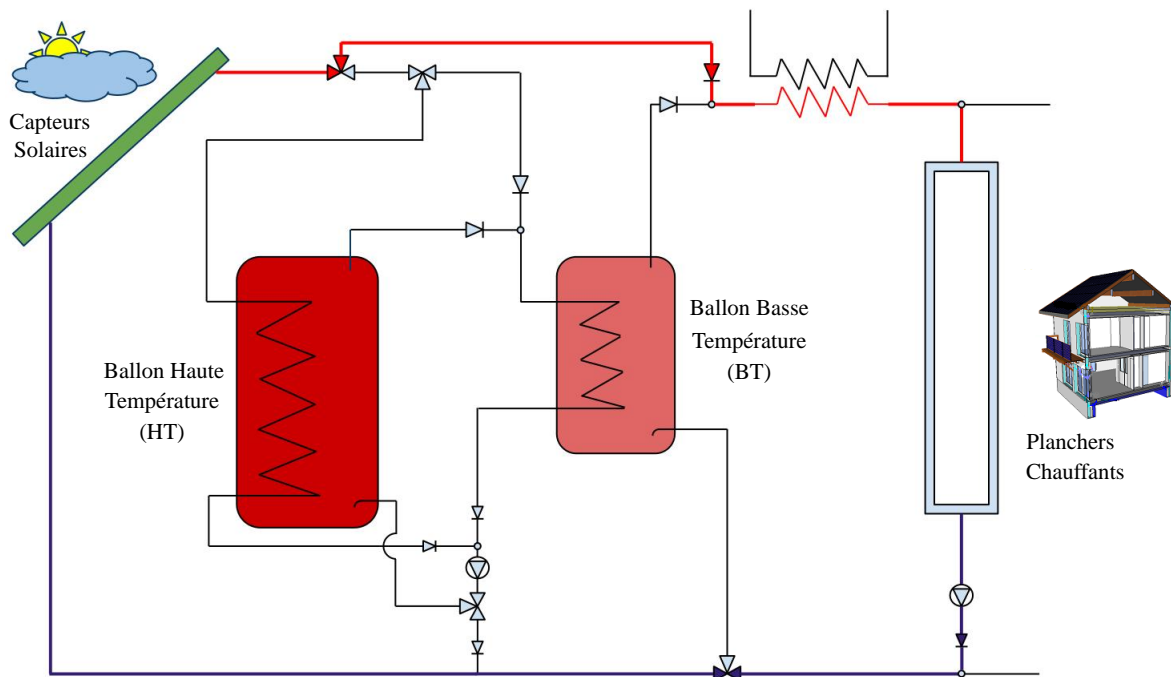 Capteurs
Solaires
Ballon Haute
Température
(HT)
Ballon Basse
Température
(BT)
Planchers
Chauffants